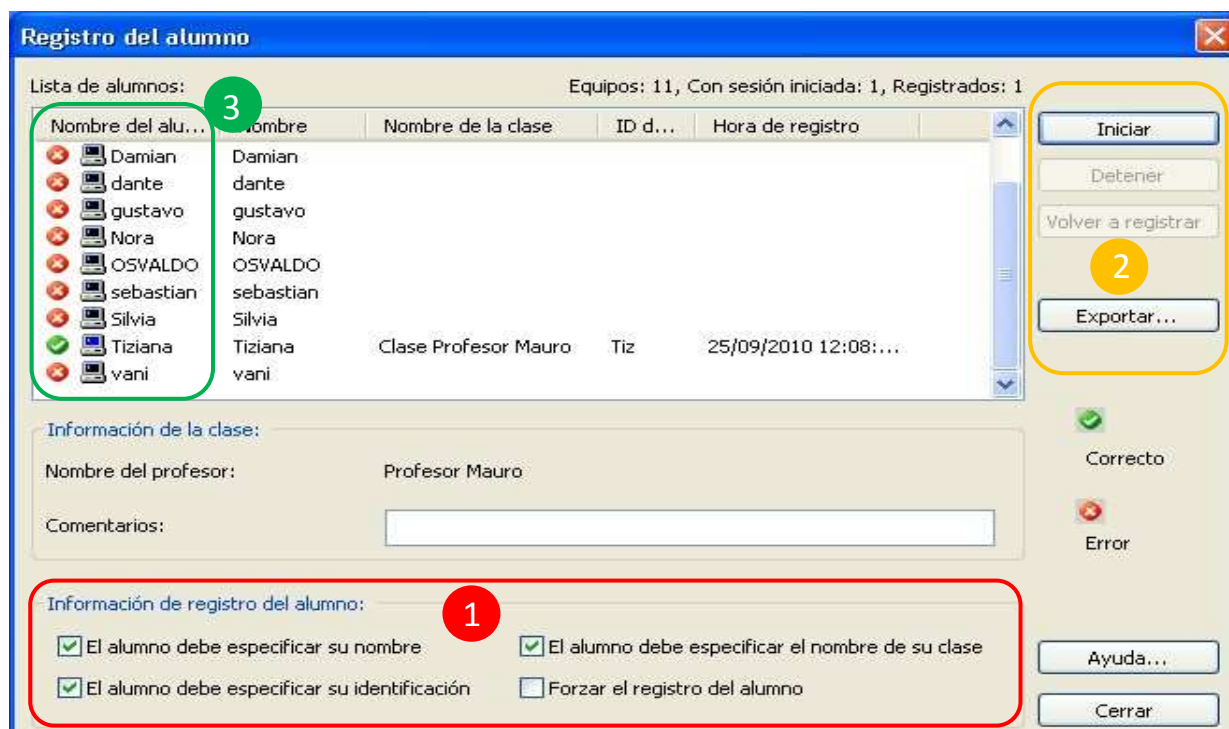 Registro del alumno
Lista de alumnos:
Equipos: 11, Con sesión iniciada: 1, Registrados: 1
3
Nombre del alu... Nombre Nombre de la clase ID d... Hora de registro
Damian Damian
dante dante
gustavo gustavo
Nora Nora
OSVALDO OSVALDO
sebastian sebastian
Silvia Silvia
Tiziana Tiziana Clase Profesor Mauro Tiz 25/09/2010 12:08:...
vani vani
Iniciar
Detener
Volver a registrar
2
Exportar...
Correcto
Error
Información de la clase:
Nombre del profesor: Profesor Mauro
Comentarios:
Información de registro del alumno:
1
El alumno debe especificar su nombre
El alumno debe especificar el nombre de su clase
El alumno debe especificar su identificación
Forzar el registro del alumno
Ayuda...
Cerrar